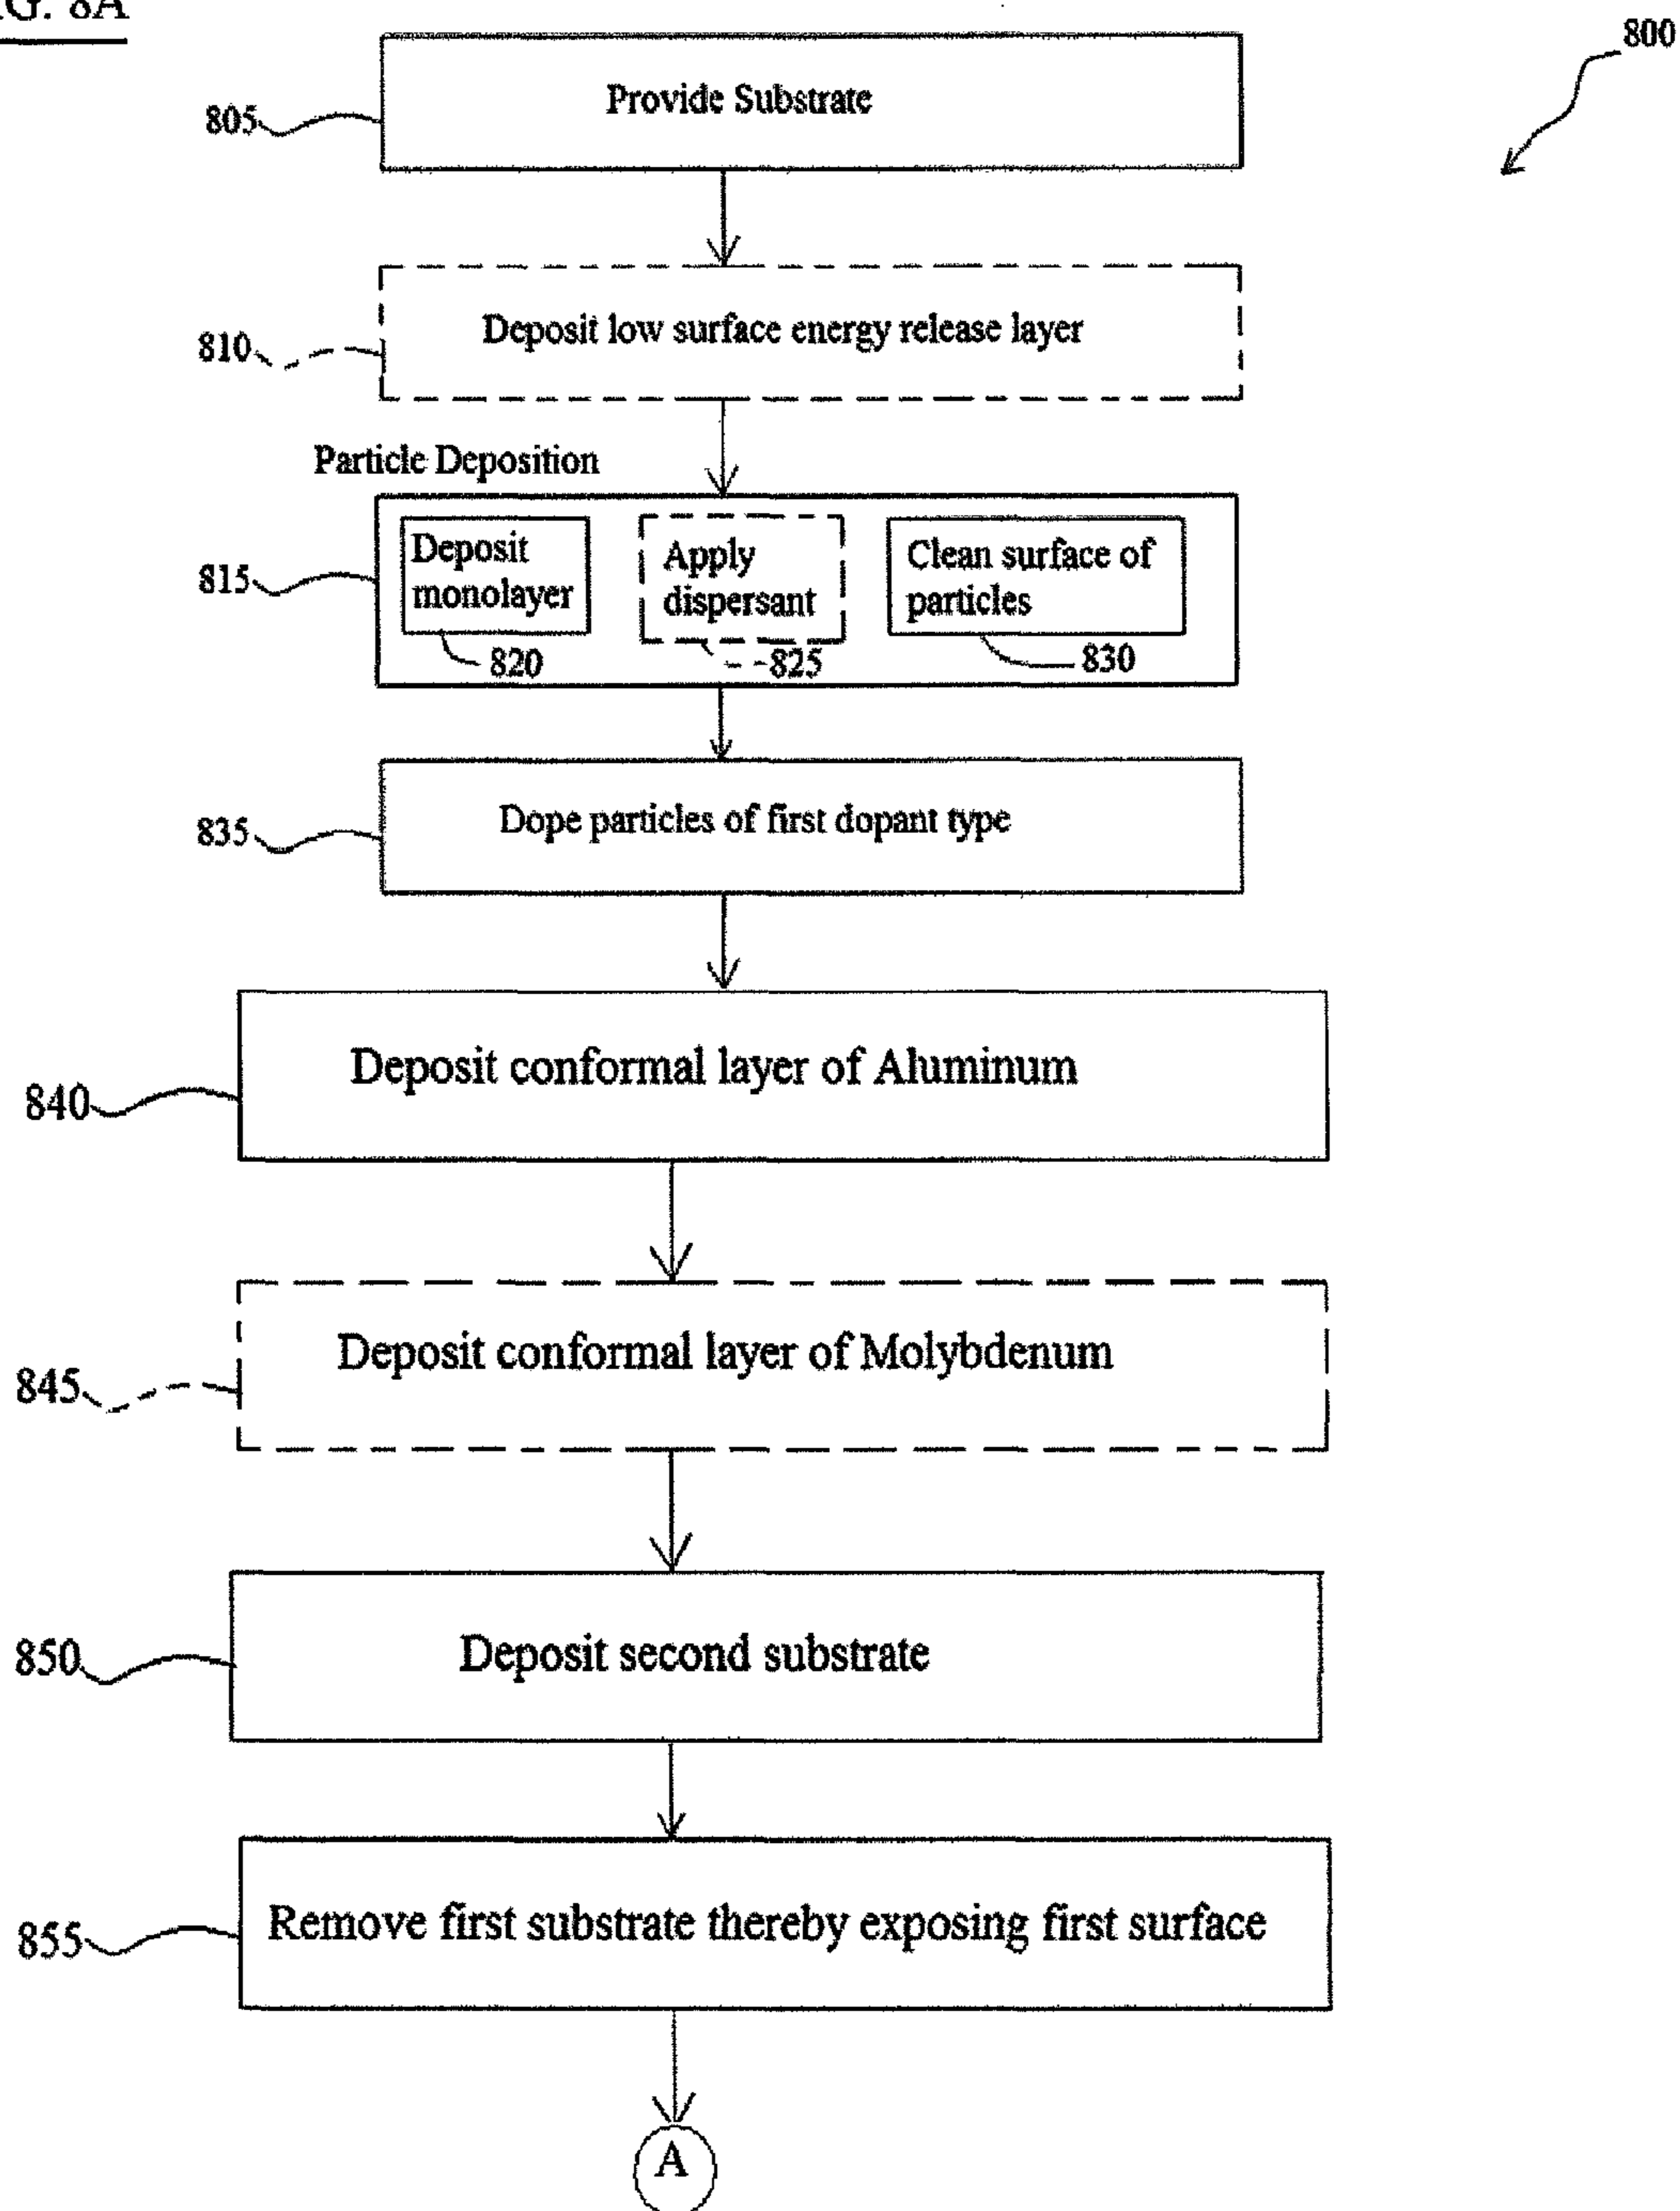 FIG. 8A
800
Provide Substrate
805
Deposit low surface energy release layer
810
Particle Deposition
Deposit
monolayer
Apply
dispersant
Clean surface of
particles
815
820
825
830
Dope particles of first dopant type
835
Deposit conformal layer of Aluminum
840
Deposit conformal layer of Molybdenum
845
Deposit second substrate
850
Remove first substrate thereby exposing first surface
855
A